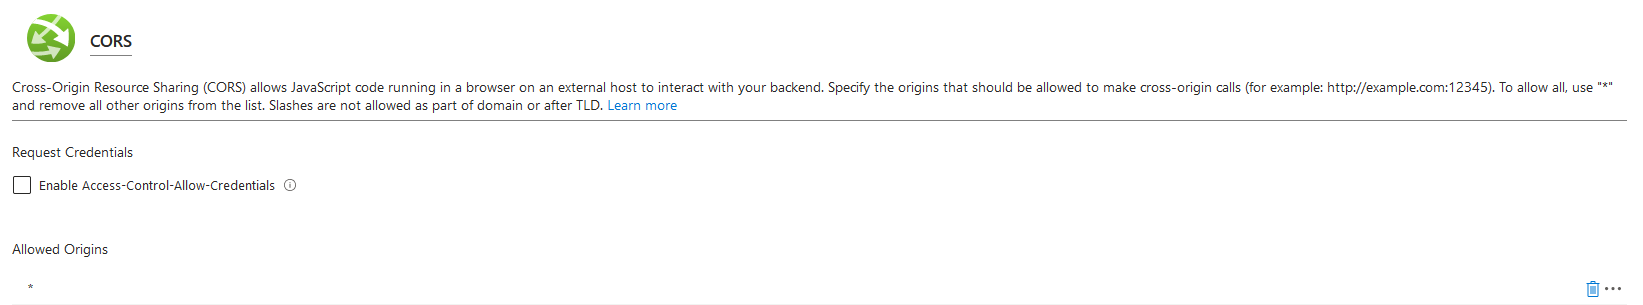 CORS
Cross-Origin Resource Sharing (CORS) allows JavaScript code running in a browser on an external host to interact with your backend. Specify the origins that should be allowed to make cross-origin calls (for example: http://example.com:12345). To allow all, use "*"
and remove all other origins from the list. Slashes are not allowed as part of domain or after TLD. Learn more
Request Credentials
Enable Access-Control-Allow-Credentials
Allowed Origins
*